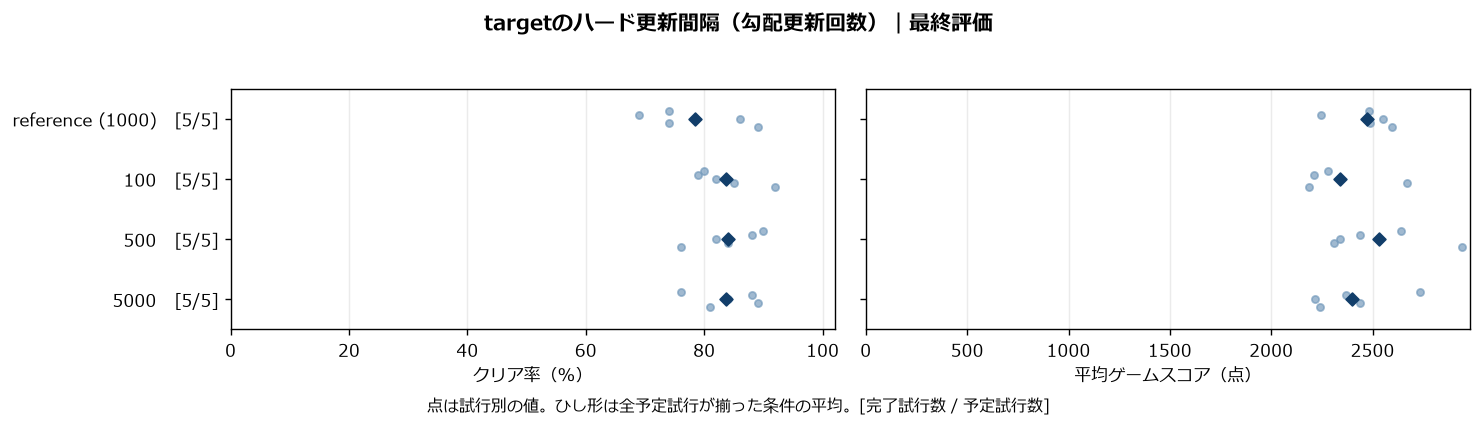 targetのハード更新間隔（勾配更新回数）｜最終評価
reference (1000) [5/5]
100 [5/5]
500 [5/5]
5000 [5/5]
0 20 40 60 80 100
クリア率（%）
0 500 1000 1500 2000 2500
平均ゲームスコア（点）
点は試行別の値。ひし形は全予定試行が揃った条件の平均。[完了試行数 / 予定試行数]